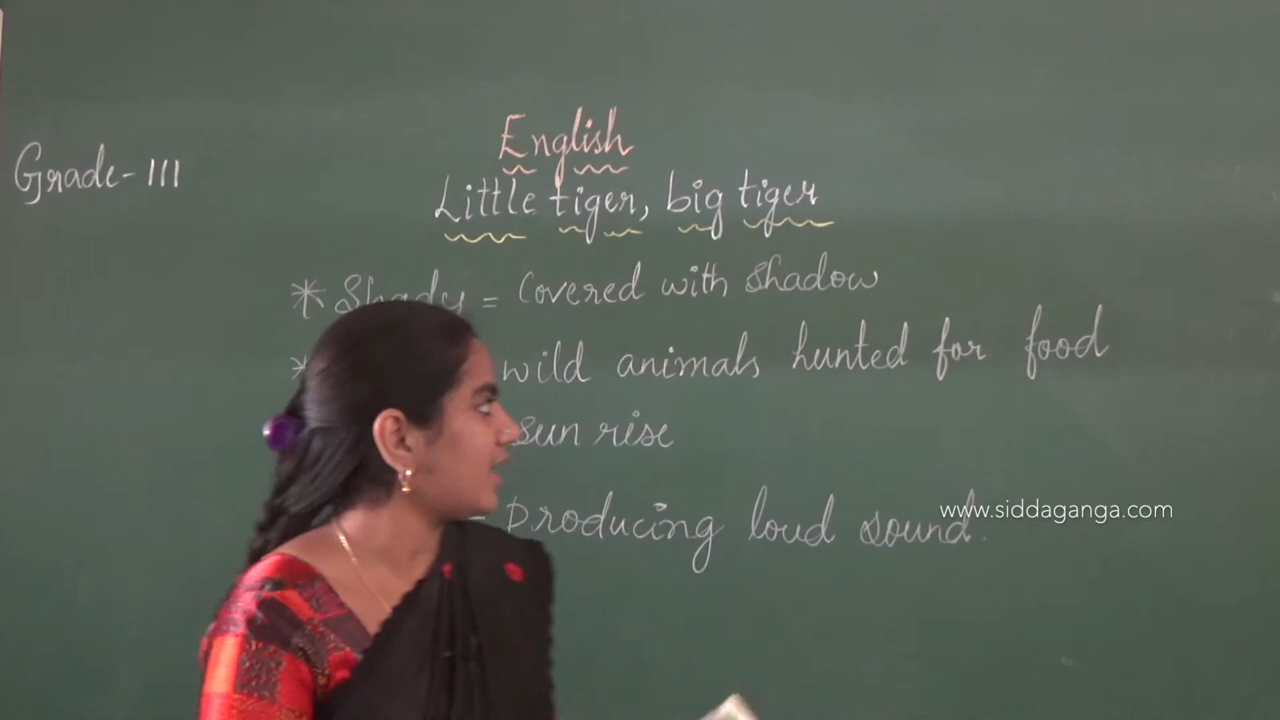 English
Grade-III
Little tiger, big tiger
* Shady = Covered with shadow
* wild animals hunted for food
sun rise
- producing loud sound.
www.siddaganga.com